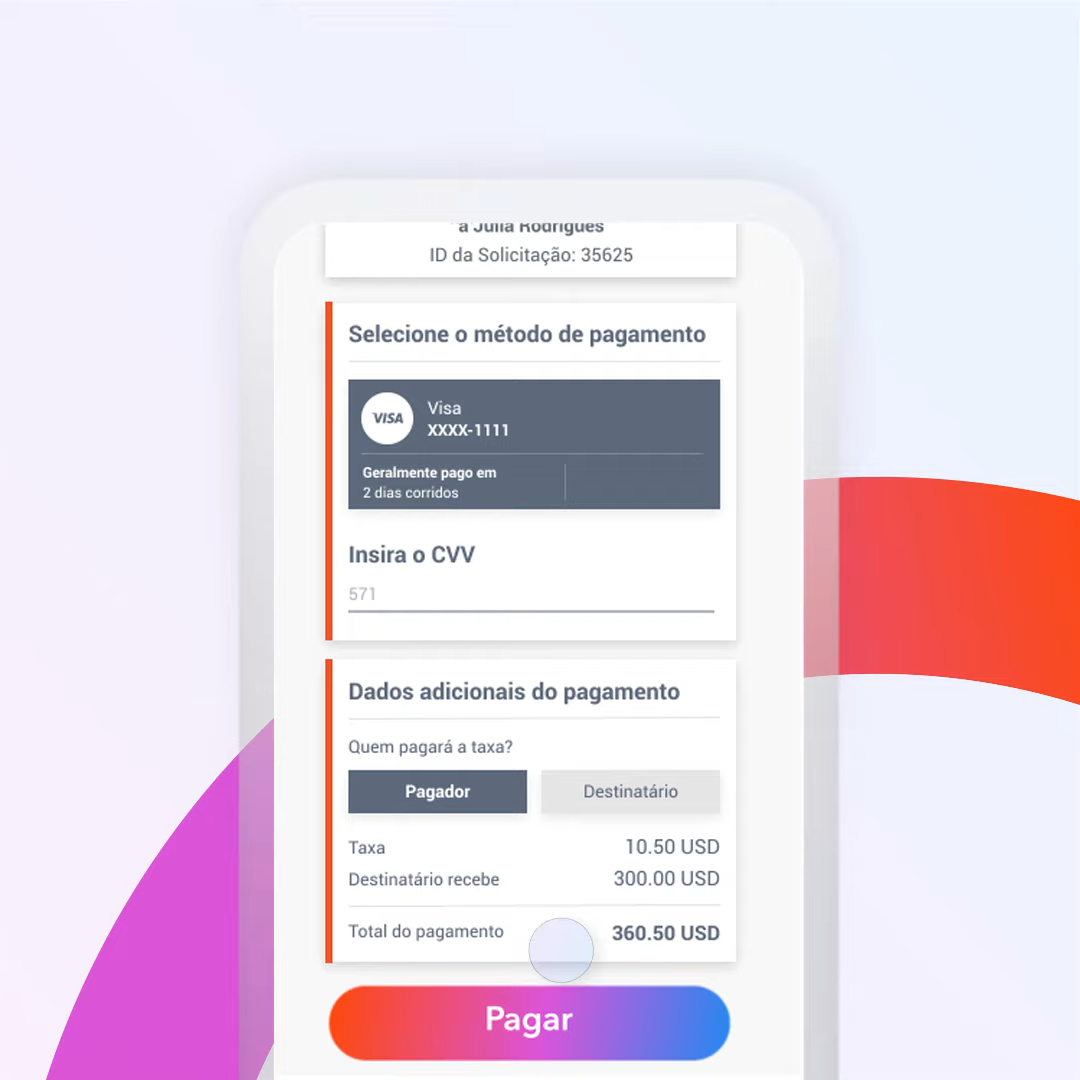 a Julia Rodrigues
ID da Solicitação: 35625
Selecione o método de pagamento
VISA
Visa
XXXX-1111
Geralmente pago em
2 dias corridos
Insira o CVV
571
Dados adicionais do pagamento
Quem pagará a taxa?
Pagador Destinatário
Taxa 10.50 USD
Destinatário recebe 300.00 USD
Total do pagamento 360.50 USD
Pagar